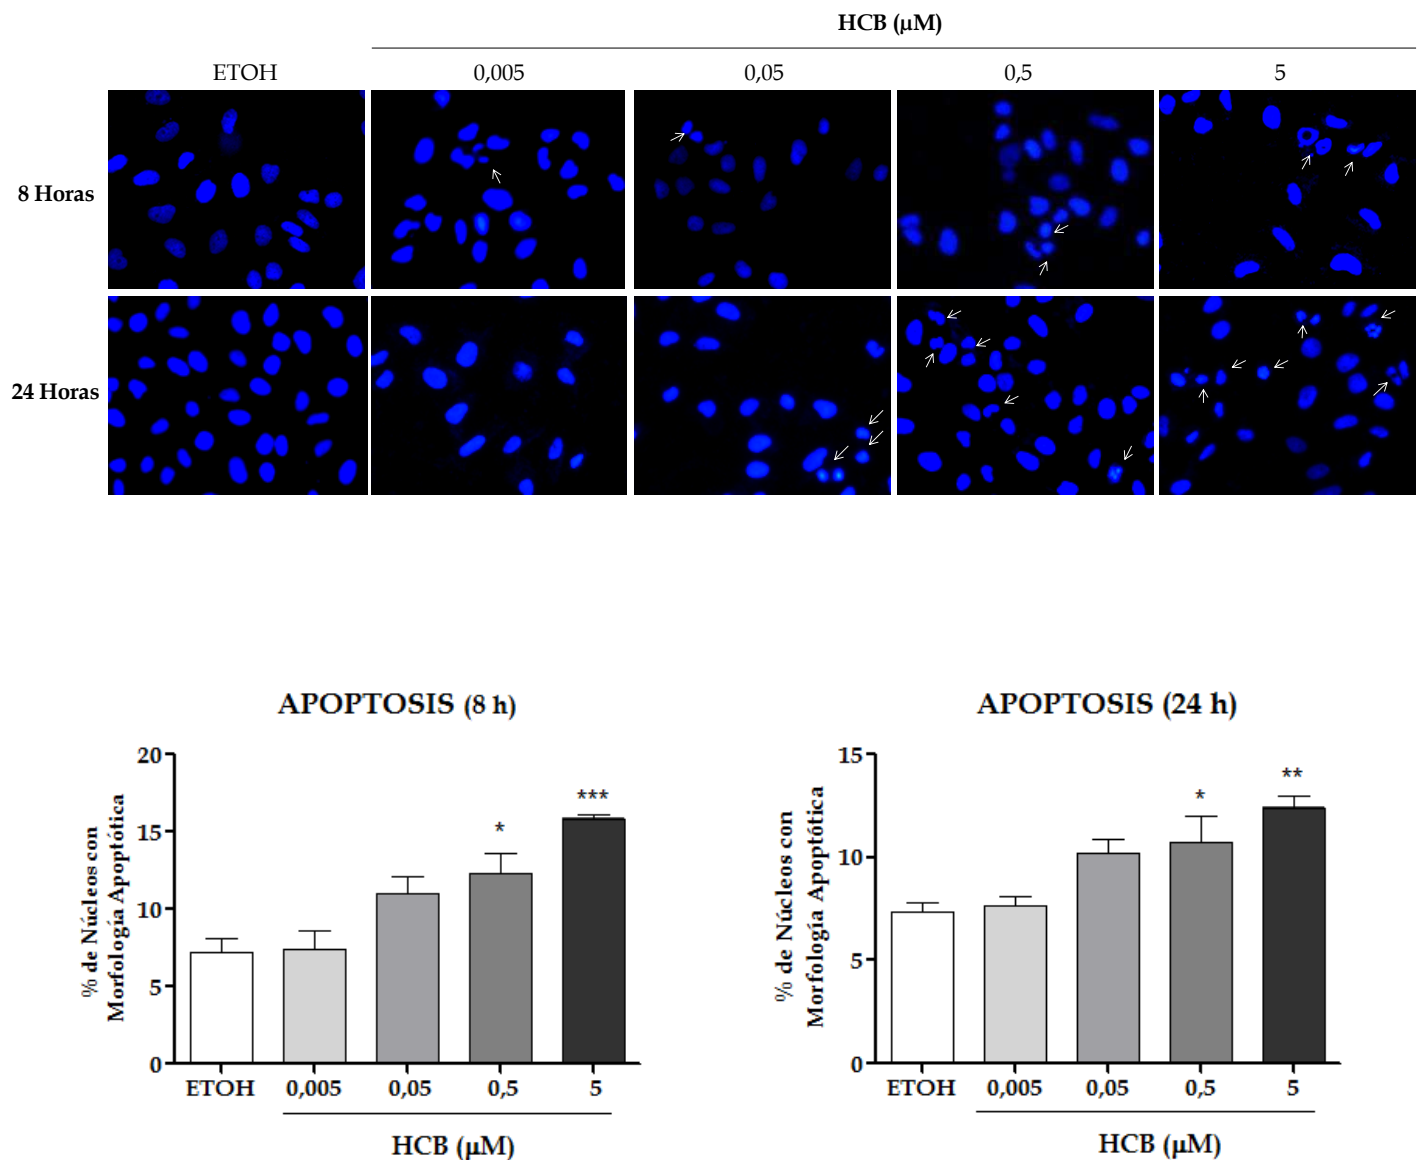 HCB (µM)
ETOH 0,005 0,05 0,5 5
8 Horas
24 Horas
APOPTOSIS (8 h)
% de Núcleos con
Morfología Apoptótica
20
15
10
5
0
* ***
ETOH 0,005 0,05 0,5 5
HCB (µM)
APOPTOSIS (24 h)
% de Núcleos con
Morfología Apoptótica
15
10
5
0
* **
ETOH 0,005 0,05 0,5 5
HCB (µM)